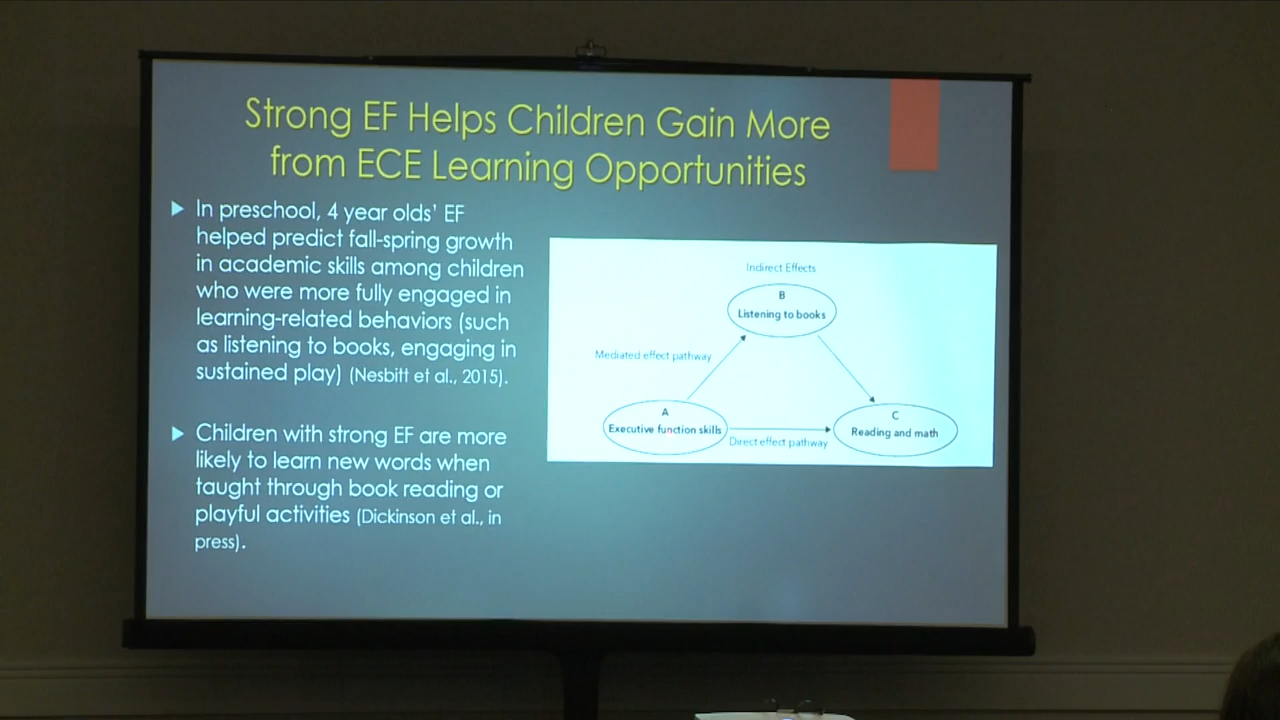 Strong EF Helps Children Gain More
from ECE Learning Opportunities
In preschool, 4 year olds' EF
helped predict fall-spring growth
in academic skills among children
who were more fully engaged in
learning-related behaviors (such
as listening to books, engaging in
sustained play) (Nesbitt et al., 2015).
Children with strong EF are more
likely to learn new words when
taught through book reading or
playful activities (Dickinson et al., in
press).
Indirect Effects
B
Listening to books
Mediated effect pathway
A
Executive function skills
Direct effect pathway
C
Reading and math